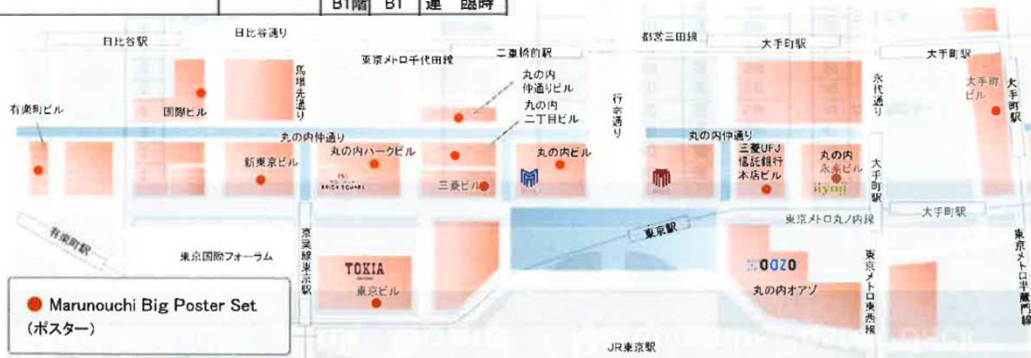 B1階 B1 連 臨時
日比谷駅
日比谷通り
東京メトロ千代田線
二重橋前駅
都営三田線
大手町駅
大手町駅
有楽町ビル
国際ビル
馬場先通り
丸の内
仲通りビル
丸の内
二丁目ビル
行幸通り
永代通り
大手町
ビル
大手町駅
丸の内仲通り
丸の内仲通り
新東京ビル
丸の内パークビル
BRICK SQUARE
三菱ビル
丸の内ビル
三菱UFJ
信託銀行
本店ビル
丸の内
永楽ビル
iiyo!!
大手町駅
大手町駅
東京メトロ丸ノ内線
東京駅
有楽町駅
東京国際フォーラム
京葉線東京駅
TOKIA
東京ビル
OAZO
丸の内オアゾ
東京メトロ東西線
東京メトロ半蔵門線
Marunouchi Big Poster Set
(ポスター)
JR東京駅